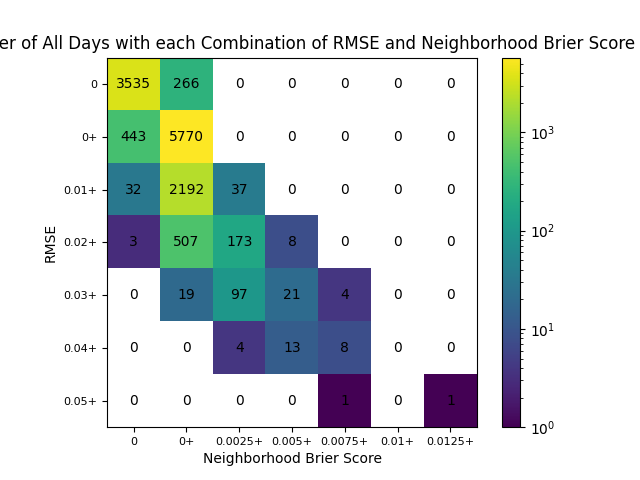 er of All Days with each Combination of RMSE and Neighborhood Brier Score
0 3535 266 0 0 0 0 0
0+ 443 5770 0 0 0 0 0
0.01+ 32 2192 37 0 0 0 0
0.02+ 3 507 173 8 0 0 0
0.03+ 0 19 97 21 4 0 0
0.04+ 0 0 4 13 8 0 0
0.05+ 0 0 0 0 1 0 1
0 0+ 0.0025+ 0.005+ 0.0075+ 0.01+ 0.0125+
Neighborhood Brier Score
RMSE
10³
10²
10¹
10⁰